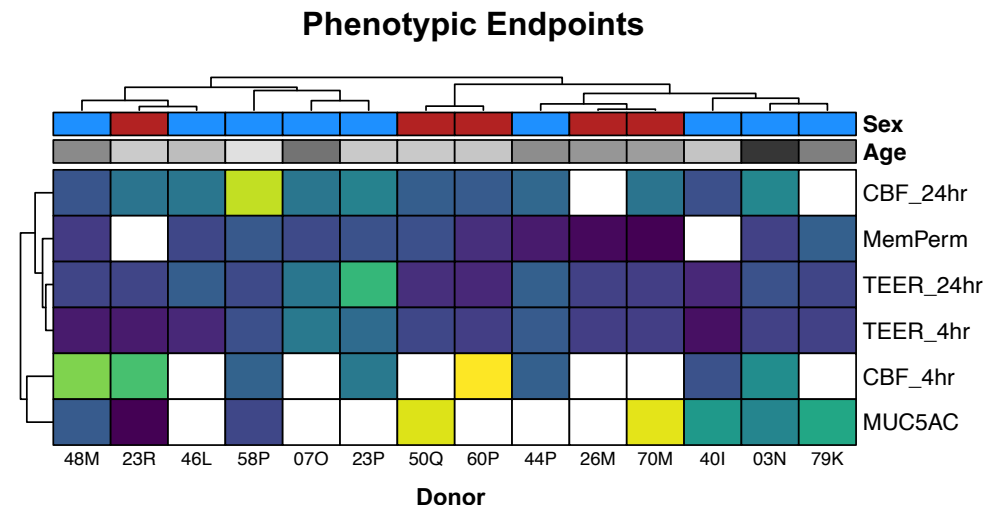 Phenotypic Endpoints
Sex
Age
CBF_24hr
MemPerm
TEER_24hr
TEER_4hr
CBF_4hr
MUC5AC
48M 23R 46L 58P 07O 23P 50Q 60P 44P 26M 70M 40I 03N 79K
Donor